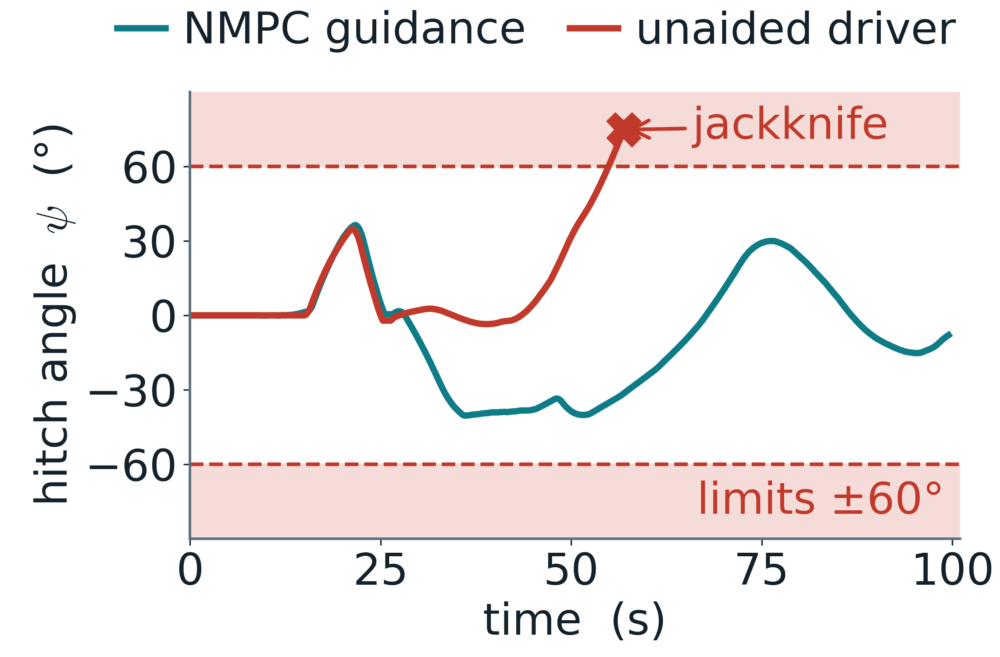 NMPC guidance
unaided driver
hitch angle ψ (°)
60
30
0
−30
−60
jackknife
limits ±60°
0
25
50
75
100
time (s)